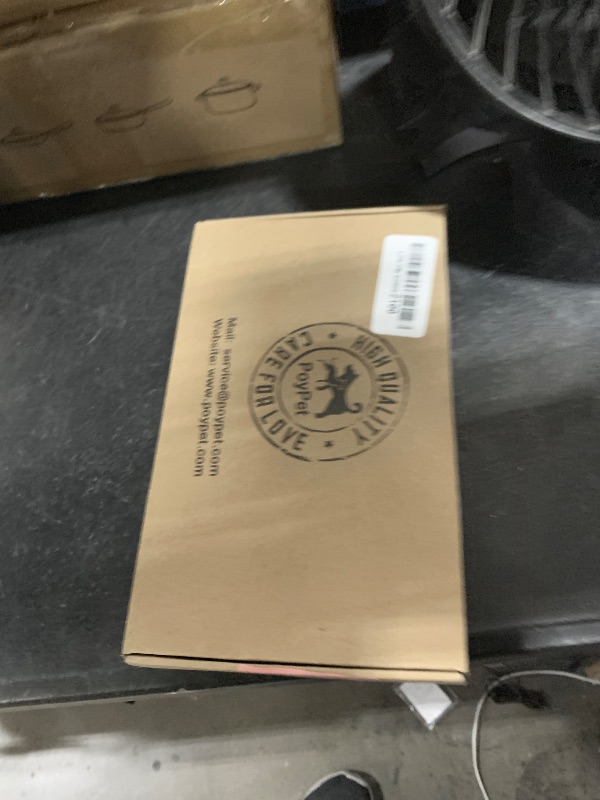 HIGH QUALITY
PoyPet
CARE FOR LOVE
Mail: service@poypet.com
Website: www.poypet.com